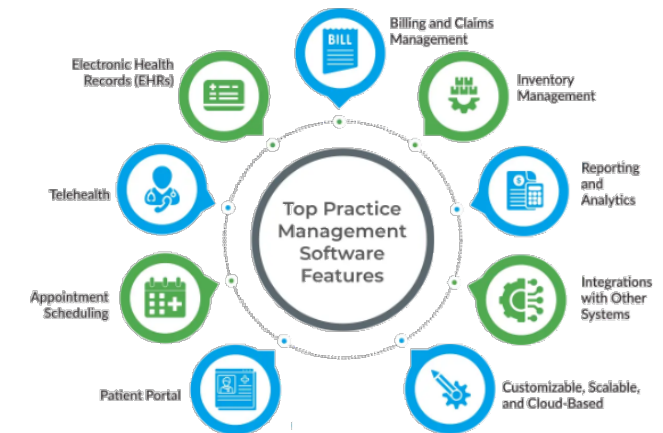 Billing and Claims
Management
BILL
Electronic Health
Records (EHRs)
Inventory
Management
Telehealth
Reporting
and
Analytics
Top Practice
Management
Software
Features
Appointment
Scheduling
Integrations
with Other
Systems
Patient Portal
Customizable, Scalable,
and Cloud-Based